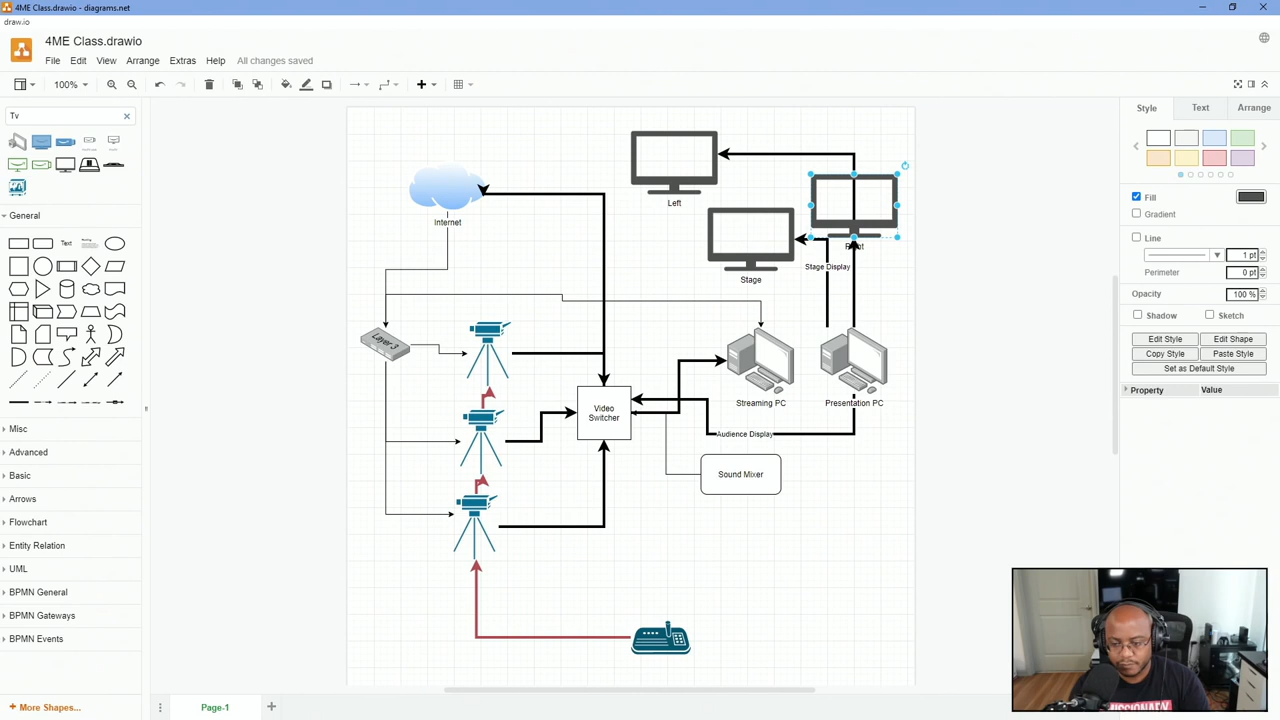 4ME Class.drawio - diagrams.net
draw.io
4ME Class.drawio
File Edit View Arrange Extras Help All changes saved
100%
Tv
General
Text
Misc
Advanced
Basic
Arrows
Flowchart
Entity Relation
UML
BPMN General
BPMN Gateways
BPMN Events
More Shapes...
Page-1
Left
Internet
Stage
Stage Display
Layer 3
Video
Switcher
Streaming PC
Presentation PC
Audience Display
Sound Mixer
Style Text Arrange
Fill
Gradient
Line
1 pt
Perimeter 0 pt
Opacity 100 %
Shadow Sketch
Edit Style Edit Shape
Copy Style Paste Style
Set as Default Style
Property Value
MISSIONARY